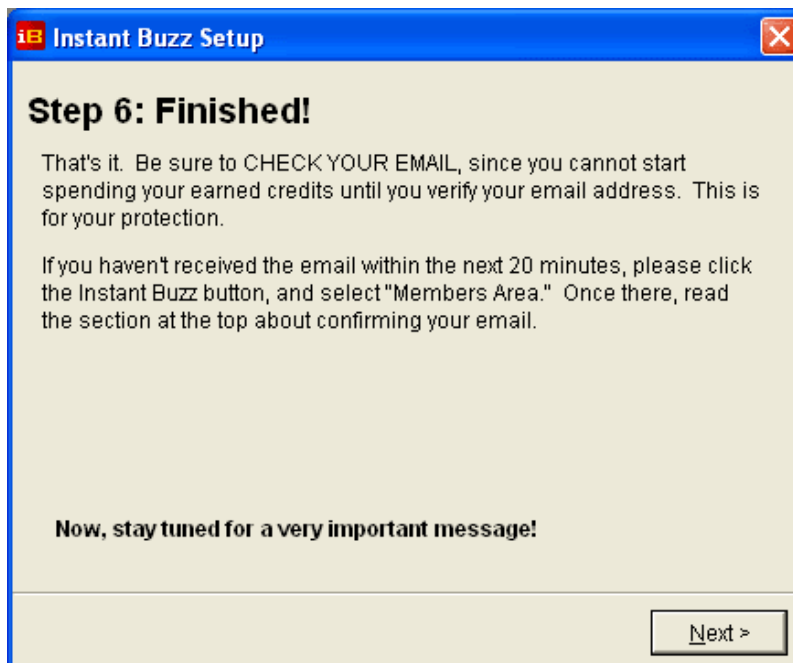 iB Instant Buzz Setup
Step 6: Finished!
That's it. Be sure to CHECK YOUR EMAIL, since you cannot start
spending your earned credits until you verify your email address. This is
for your protection.
If you haven't received the email within the next 20 minutes, please click
the Instant Buzz button, and select "Members Area." Once there, read
the section at the top about confirming your email.
Now, stay tuned for a very important message!
Next >